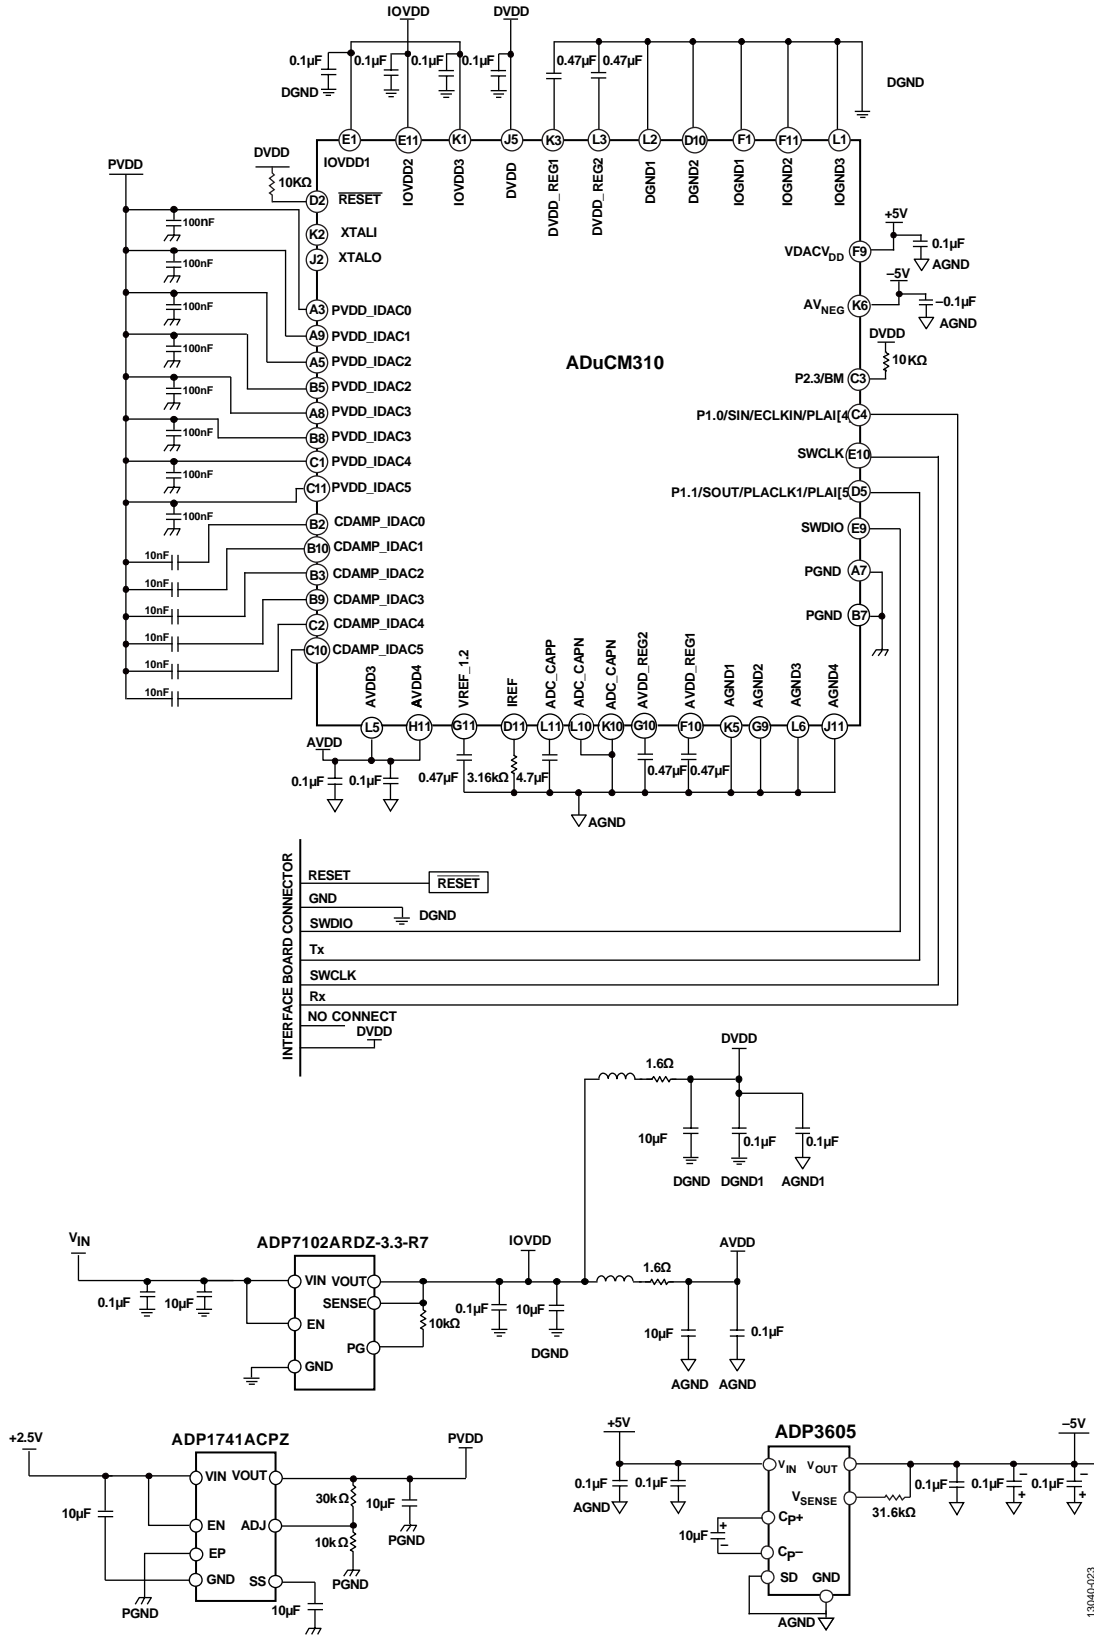 IOVDD
DVDD
0.1µF
0.1µF
0.1µF
0.1µF
0.47µF
0.47µF
DGND
DGND
E1
E11
K1
J5
K3
L3
L2
D10
F1
F11
L1
IOVDD1
IOVDD2
IOVDD3
DVDD
DVDD_REG1
DVDD_REG2
DGND1
DGND2
IOGND1
IOGND2
IOGND3
PVDD
DVDD
10KΩ
D2
RESET
K2
XTALI
J2
XTALO
100nF
100nF
100nF
100nF
100nF
100nF
100nF
100nF
A3
PVDD_IDAC0
A9
PVDD_IDAC1
A5
PVDD_IDAC2
B5
PVDD_IDAC2
A8
PVDD_IDAC3
B8
PVDD_IDAC3
C1
PVDD_IDAC4
C11
PVDD_IDAC5
B2
CDAMP_IDAC0
B10
CDAMP_IDAC1
B3
CDAMP_IDAC2
B9
CDAMP_IDAC3
C2
CDAMP_IDAC4
C10
CDAMP_IDAC5
10nF
10nF
10nF
10nF
10nF
10nF
ADuCM310
+5V
VDACVDD
F9
0.1µF
AGND
–5V
AVNEG
K6
–0.1µF
AGND
DVDD
10KΩ
P2.3/BM
C3
P1.0/SIN/ECLKIN/PLAI[4]
C4
SWCLK
E10
P1.1/SOUT/PLACLK1/PLAI[5]
D5
SWDIO
E9
PGND
A7
PGND
B7
AVDD3
AVDD4
VREF_1.2
IREF
ADC_CAPP
ADC_CAPN
ADC_CAPN
AVDD_REG2
AVDD_REG1
AGND1
AGND2
AGND3
AGND4
L5
H11
G11
D11
L11
L10
K10
G10
F10
K5
G9
L6
J11
AVDD
0.1µF
0.1µF
0.47µF
3.16kΩ
4.7µF
0.47µF
0.47µF
AGND
INTERFACE BOARD CONNECTOR
RESET
RESET
GND
DGND
SWDIO
Tx
SWCLK
Rx
NO CONNECT
DVDD
DVDD
1.6Ω
10µF
0.1µF
0.1µF
DGND
DGND1
AGND1
VIN
ADP7102ARDZ-3.3-R7
IOVDD
AVDD
0.1µF
10µF
VIN
VOUT
SENSE
EN
PG
GND
10kΩ
0.1µF
10µF
DGND
1.6Ω
10µF
0.1µF
AGND
AGND
+2.5V
ADP1741ACPZ
PVDD
10µF
VIN
VOUT
EN
ADJ
EP
GND
SS
30kΩ
10kΩ
10µF
PGND
PGND
PGND
10µF
+5V
ADP3605
–5V
0.1µF
0.1µF
AGND
VIN
VOUT
VSENSE
CP+
CP–
SD
GND
10µF
+
–
31.6kΩ
0.1µF
0.1µF
–
+
0.1µF
–
+
AGND
13040-023